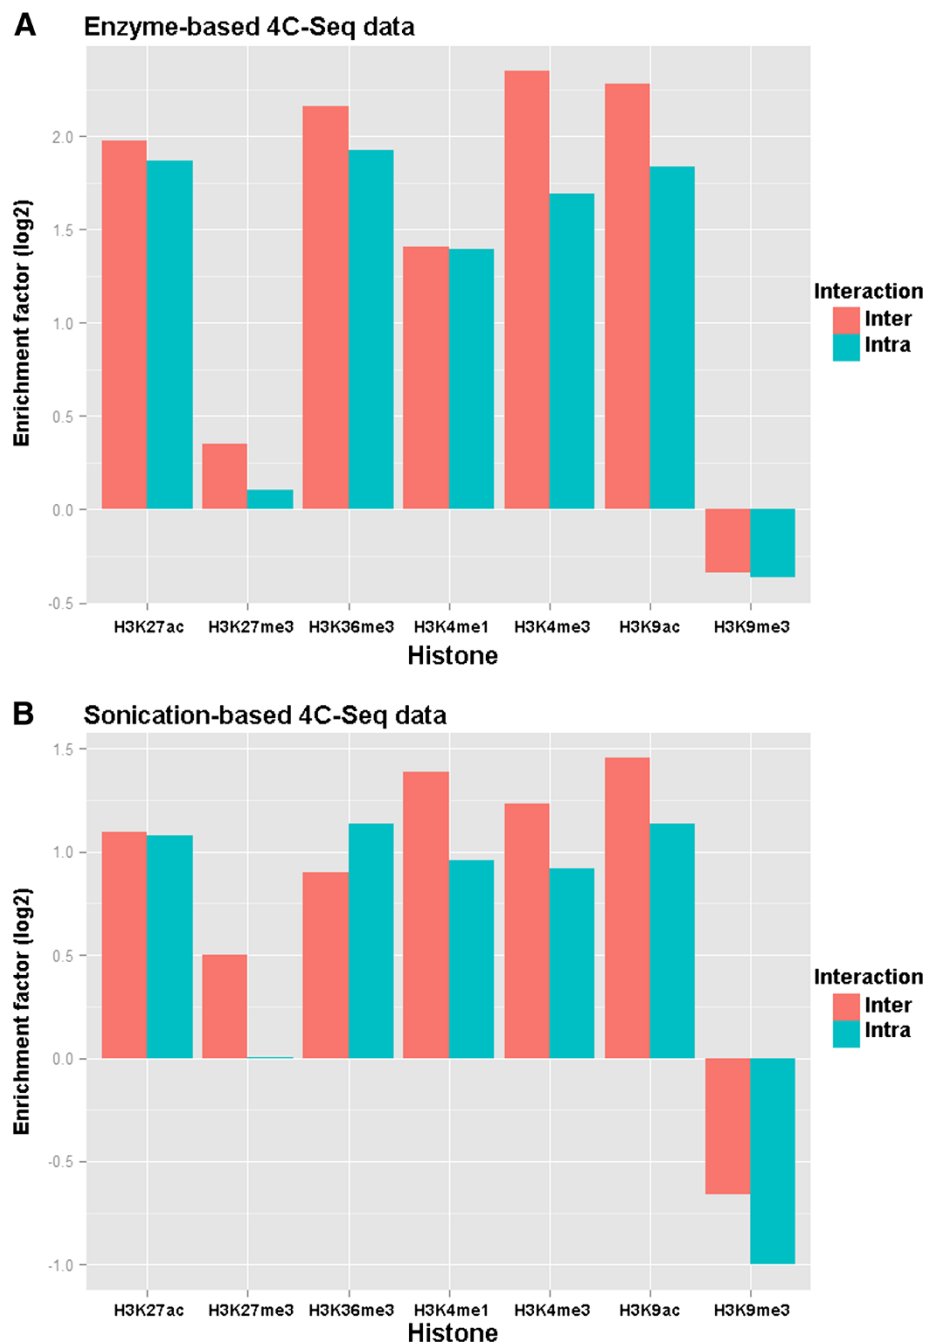 A Enzyme-based 4C-Seq data
Enrichment factor (log2)
2.0
1.5
1.0
0.5
0.0
-0.5
H3K27ac H3K27me3 H3K36me3 H3K4me1 H3K4me3 H3K9ac H3K9me3
Histone
Interaction
Inter
Intra
B Sonication-based 4C-Seq data
Enrichment factor (log2)
1.5
1.0
0.5
0.0
-0.5
-1.0
H3K27ac H3K27me3 H3K36me3 H3K4me1 H3K4me3 H3K9ac H3K9me3
Histone
Interaction
Inter
Intra